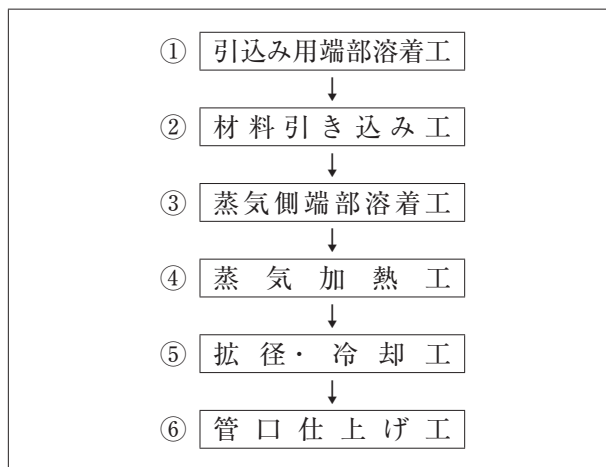 ① 引込み用端部溶着工
② 材料引き込み工
③ 蒸気側端部溶着工
④ 蒸気加熱工
⑤ 拡径・冷却工
⑥ 管口仕上げ工